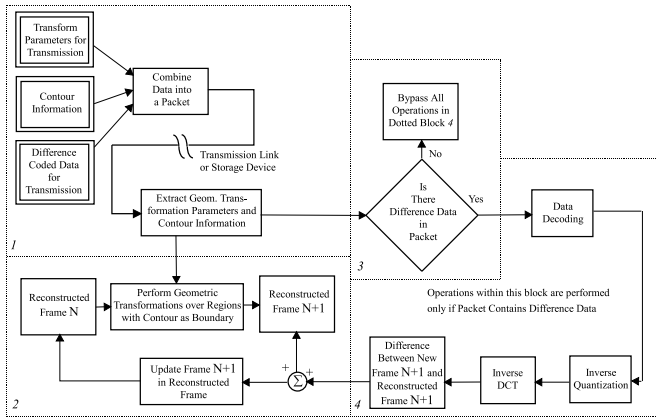 Transform
Parameters for
Transmission
Contour
Information
Difference
Coded Data
for
Transmission
Combine
Data into
a Packet
Transmission Link
or Storage Device
Extract Geom. Trans-
formation Parameters and
Contour Information
1
Bypass All
Operations in
Dotted Block 4
No
Is
There
Difference Data
in
Packet
Yes
3
Data
Decoding
Reconstructed
Frame N
Perform Geometric
Transformations over Regions
with Contour as Boundary
Reconstructed
Frame N+1
Update Frame N+1
in Reconstructed
Frame
+
+
Σ
2
Operations within this block are performed
only if Packet Contains Difference Data
Difference
Between New
Frame N+1 and
Reconstructed
Frame N+1
Inverse
DCT
Inverse
Quantization
4